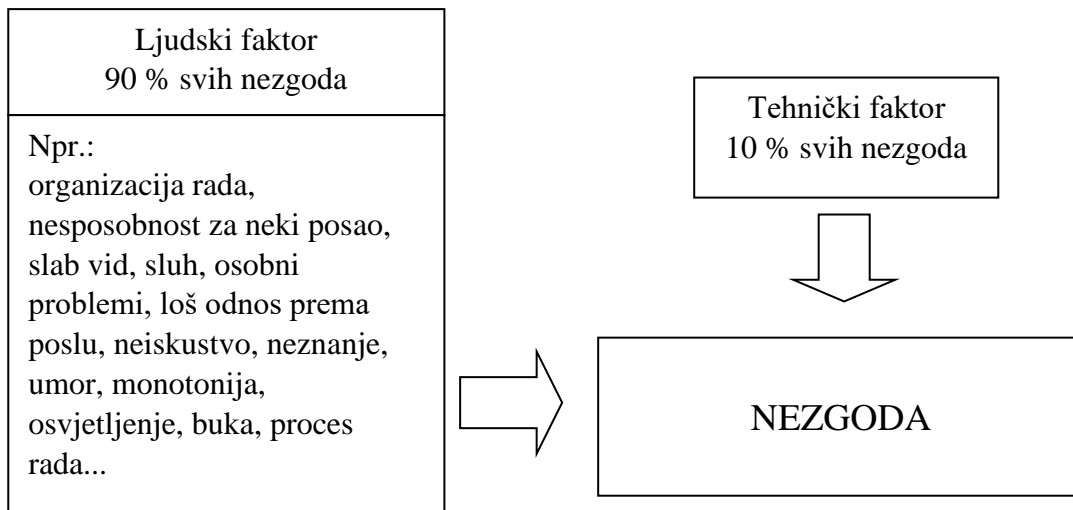 Ljudski faktor
90 % svih nezgoda
Npr.:
organizacija rada,
nesposobnost za neki posao,
slab vid, sluh, osobni
problemi, loš odnos prema
poslu, neiskustvo, neznanje,
umor, monotonija,
osvjetljenje, buka, proces
rada...
Tehnički faktor
10 % svih nezgoda
NEZGODA